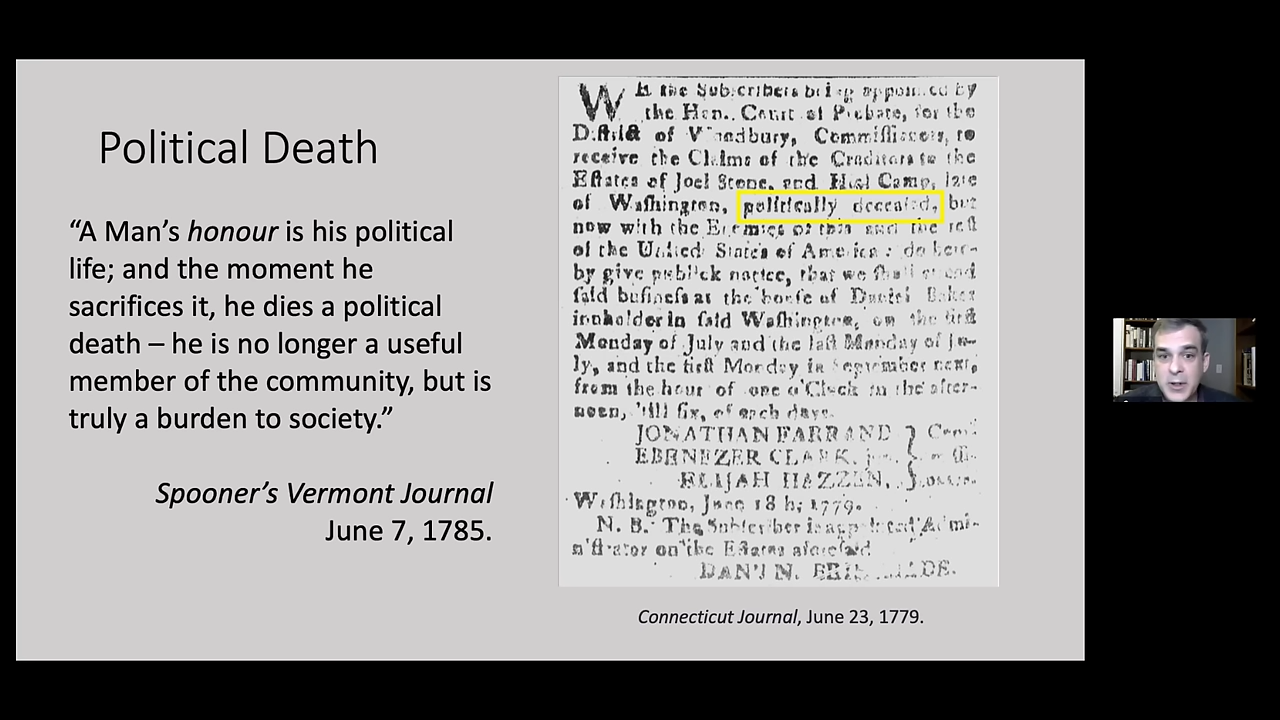 Political Death
“A Man’s honour is his political
life; and the moment he
sacrifices it, he dies a political
death – he is no longer a useful
member of the community, but is
truly a burden to society.”
Spooner’s Vermont Journal
June 7, 1785.
WE the Subscribers being appointed by
the Hon. Court of Probate, for the
Diſtrict of Woodbury, Commiſſioners, to
receive the Claims of the Creditors to the
Eſtates of Joel Stone, and Camp, late
of Waſhington, politically deceaſed, but
now with the Enemies of this and the reſt
of the United States of America: do here-
by give publick notice, that we ſhall attend
ſaid buſineſs at the houſe of Daniel Baker
innholder in ſaid Waſhington, on the firſt
Monday of July and the laſt Monday of Ju-
ly, and the firſt Monday in September next,
from the hour of one o'Clock in the after-
noon, 'till ſix, of each days.
JONATHAN FARRAND
EBENEZER CLARK, jun.
ELIJAH HAZZEN,
Waſhington, June 18th, 1779.
N. B. The Subſcriber is appointed Admi-
niſtrator on the Eſtates aforeſaid
DAN'l N.
Connecticut Journal, June 23, 1779.